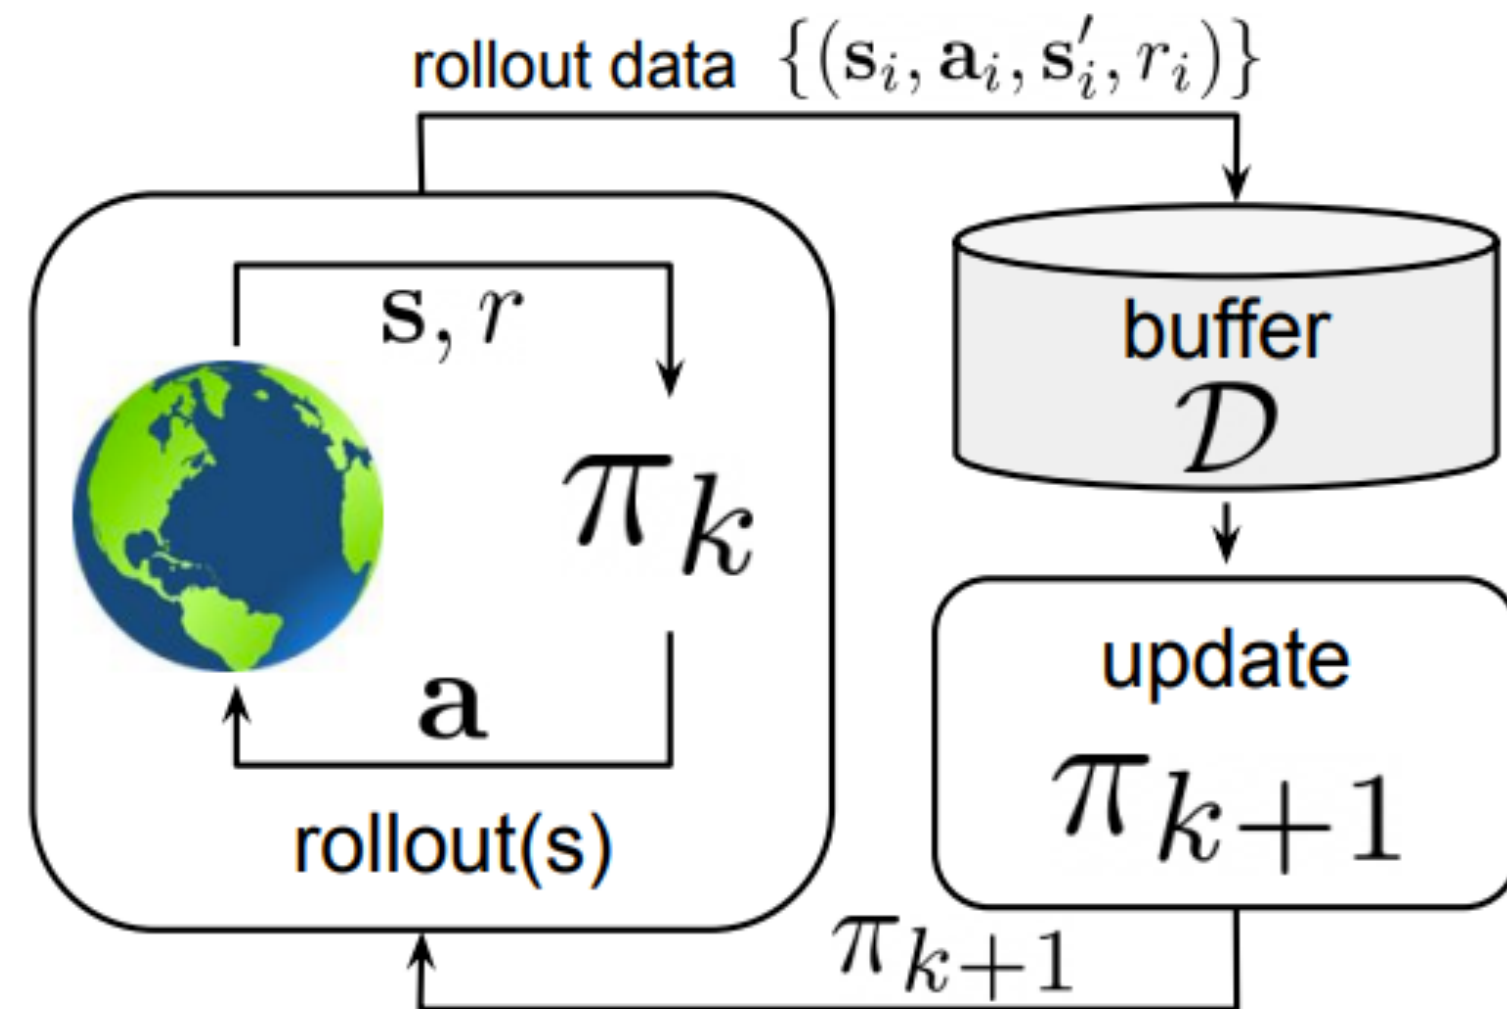 rollout data {(sᵢ, aᵢ, s′ᵢ, rᵢ)}
s, r
πₖ
a
rollout(s)
buffer
𝒟
update
πₖ₊₁
πₖ₊₁